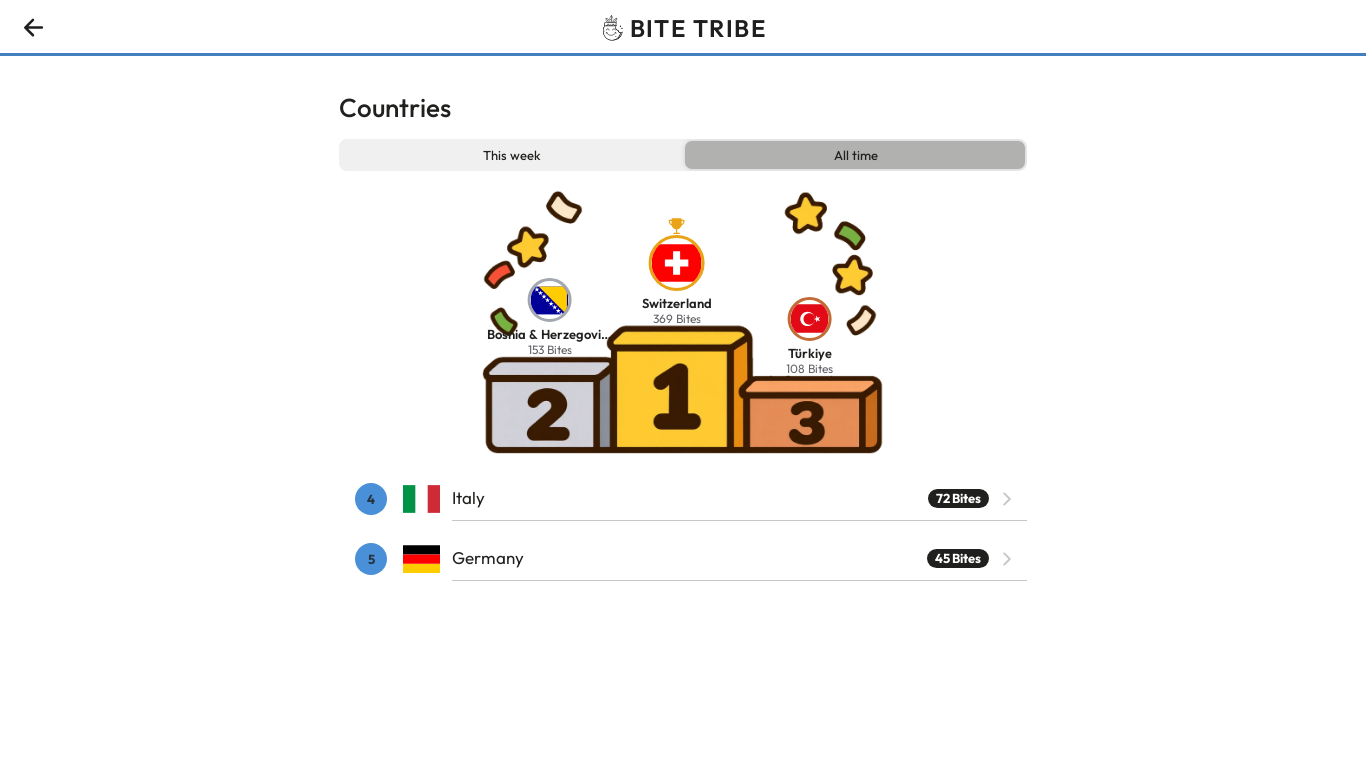 BITE TRIBE
Countries
This week
All time
Switzerland
369 Bites
Bosnia & Herzegovi..
153 Bites
Türkiye
108 Bites
1
2
3
4 Italy 72 Bites
5 Germany 45 Bites